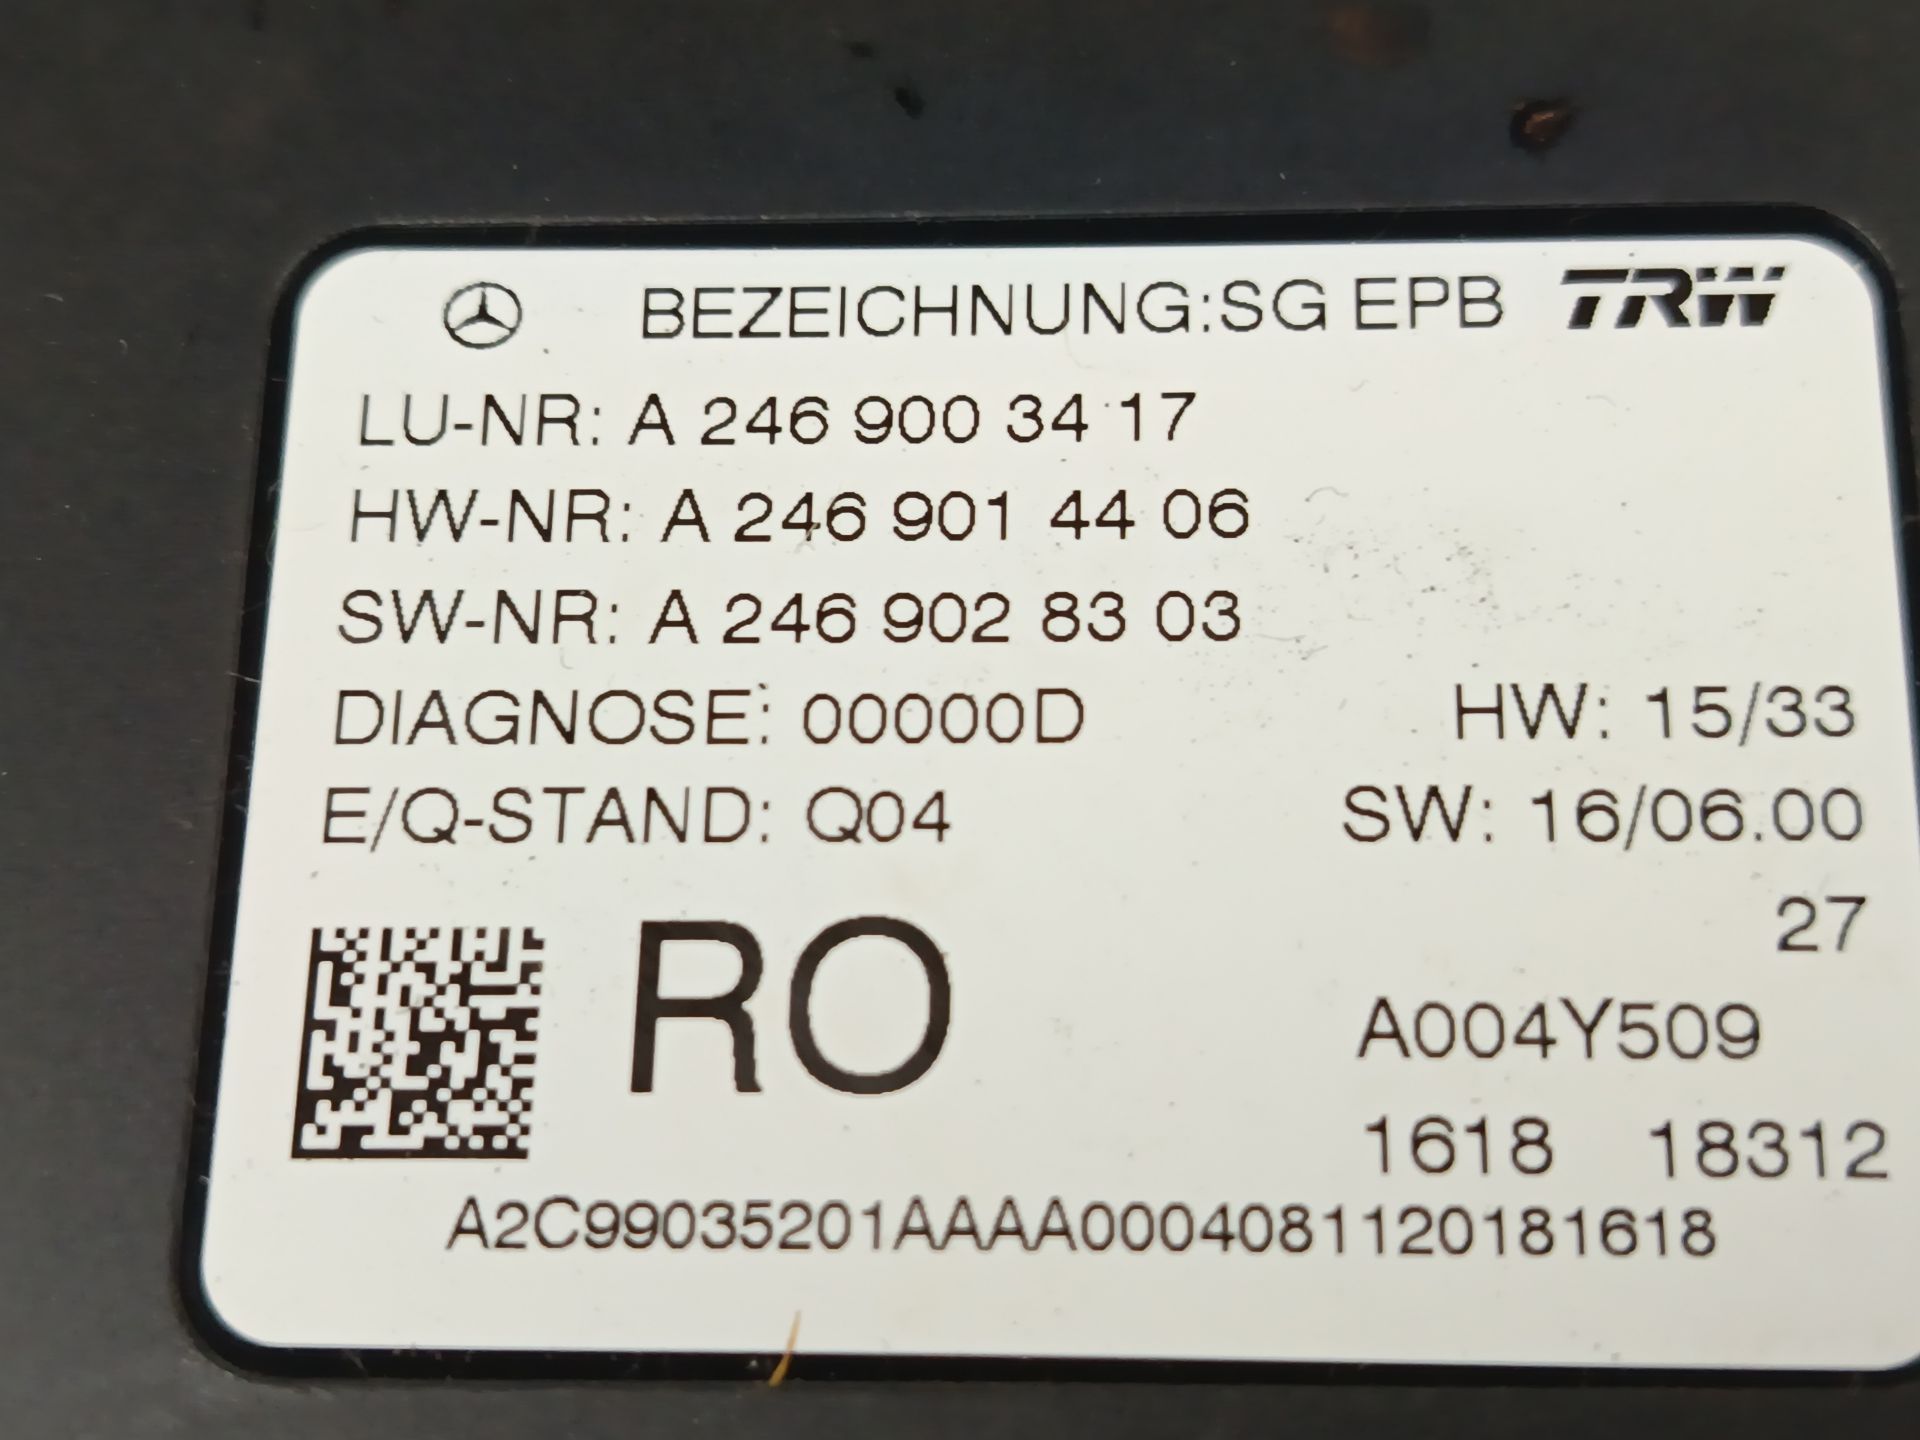 BEZEICHNUNG:SG EPB TRW
LU-NR: A 246 900 34 17
HW-NR: A 246 901 44 06
SW-NR: A 246 902 83 03
DIAGNOSE: 00000D HW: 15/33
E/Q-STAND: Q04 SW: 16/06.00
27
RO
A004Y509
1618 18312
A2C99035201AAAA0004081120181618